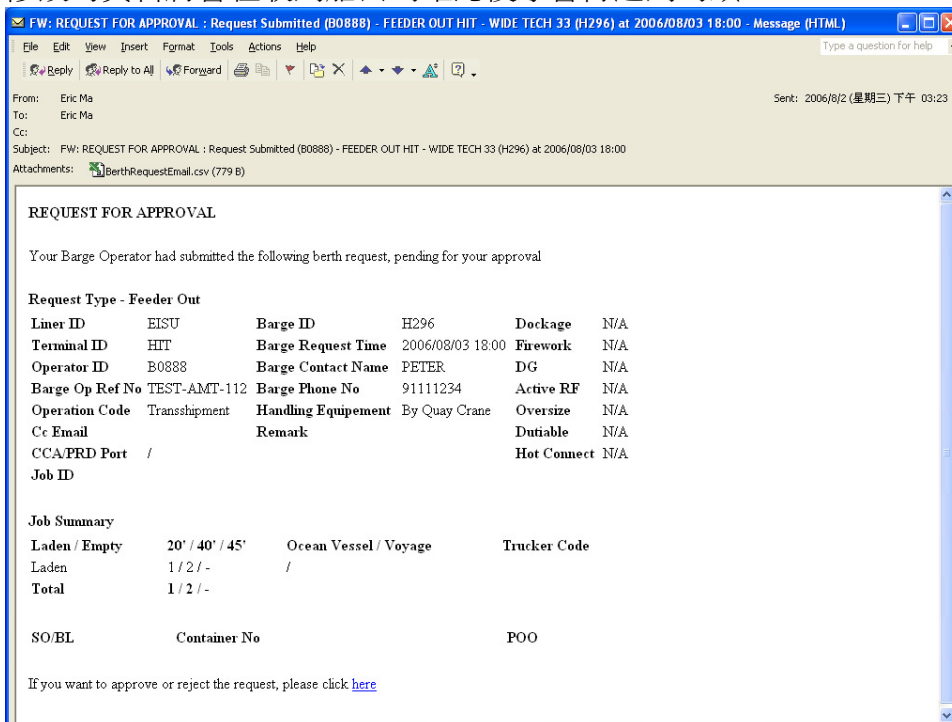 FW: REQUEST FOR APPROVAL : Request Submitted (B0888) - FEEDER OUT HIT - WIDE TECH 33 (H296) at 2006/08/03 18:00 - Message (HTML)
File Edit View Insert Format Tools Actions Help Type a question for help
Reply Reply to All Forward
From: Eric Ma Sent: 2006/8/2 (星期三) 下午 03:23
To: Eric Ma
Cc:
Subject: FW: REQUEST FOR APPROVAL : Request Submitted (B0888) - FEEDER OUT HIT - WIDE TECH 33 (H296) at 2006/08/03 18:00
Attachments: BerthRequestEmail.csv (779 B)
REQUEST FOR APPROVAL
Your Barge Operator had submitted the following berth request, pending for your approval
Request Type - Feeder Out
Liner ID EISU Barge ID H296 Dockage N/A
Terminal ID HIT Barge Request Time 2006/08/03 18:00 Firework N/A
Operator ID B0888 Barge Contact Name PETER DG N/A
Barge Op Ref No TEST-AMT-112 Barge Phone No 91111234 Active RF N/A
Operation Code Transshipment Handling Equipement By Quay Crane Oversize N/A
Cc Email Remark Dutiable N/A
CCA/PRD Port / Hot Connect N/A
Job ID
Job Summary
Laden / Empty 20' / 40' / 45' Ocean Vessel / Voyage Trucker Code
Laden 1 / 2 / - /
Total 1 / 2 / -
SO/BL Container No POO
If you want to approve or reject the request, please click here